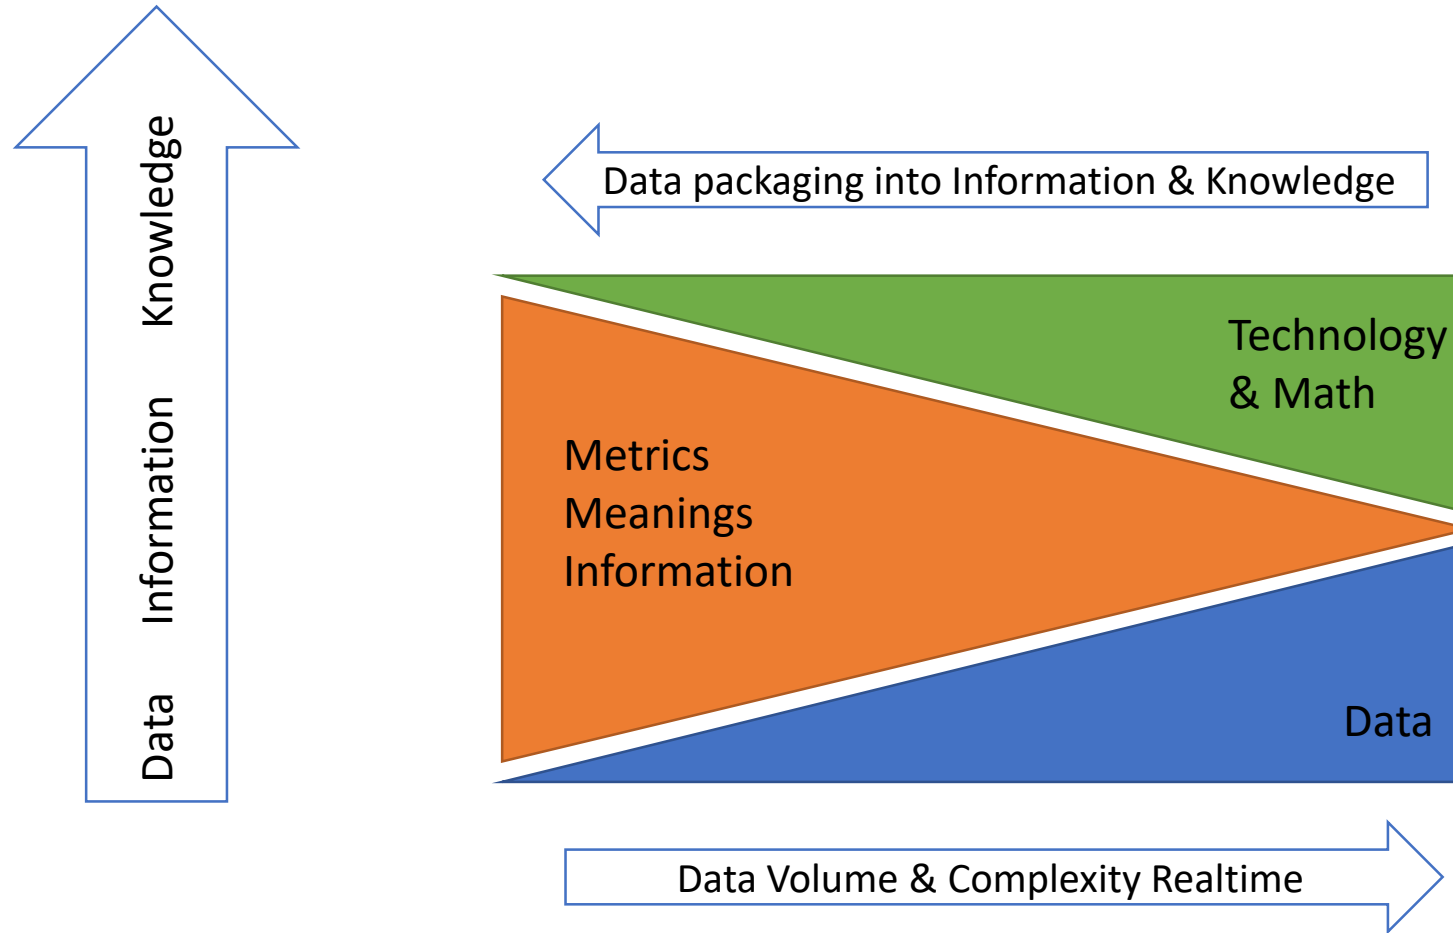 Data Information Knowledge
Data packaging into Information & Knowledge
Technology
& Math
Metrics
Meanings
Information
Data
Data Volume & Complexity Realtime